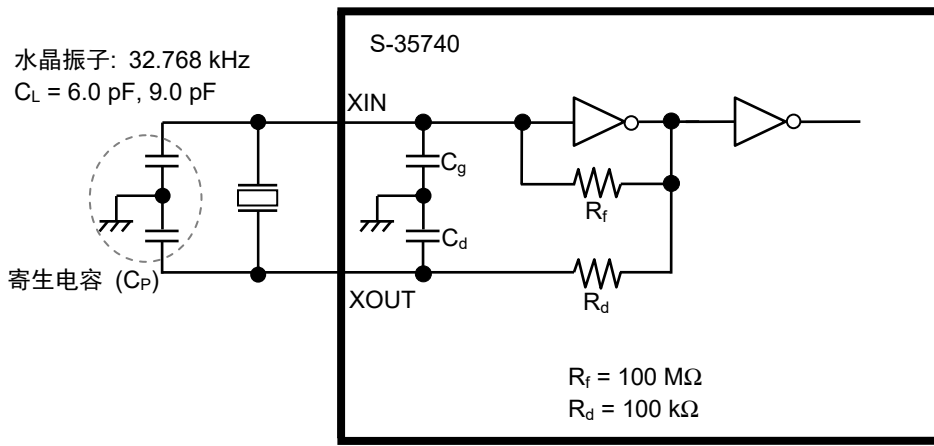 S-35740
水晶振子: 32.768 kHz
CL = 6.0 pF, 9.0 pF
XIN
Cg
Rf
Cd
寄生电容 (CP)
XOUT
Rd
Rf = 100 MΩ
Rd = 100 kΩ